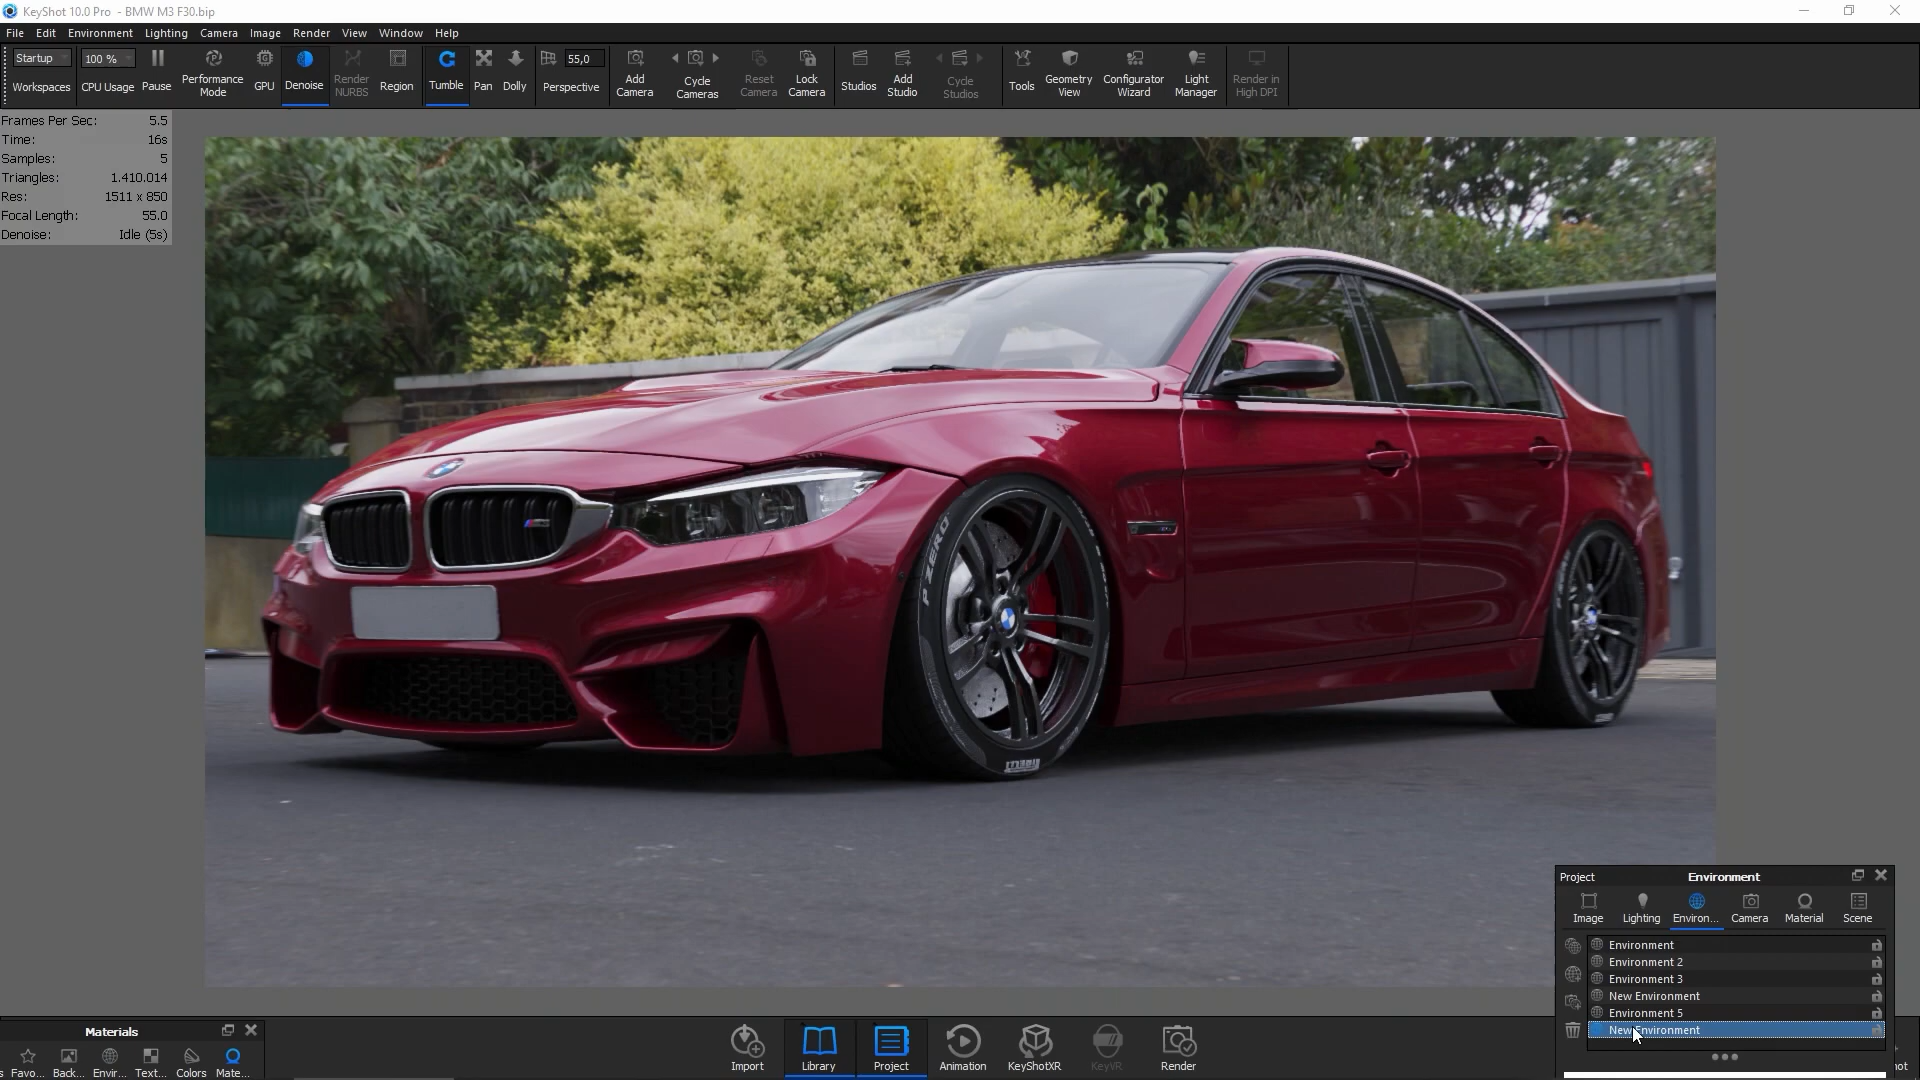 KeyShot 10.0 Pro - BMW M3 F30.bip
File Edit Environment Lighting Camera Image Render View Window Help
Startup
Workspaces
100 %
CPU Usage
Pause
Performance
Mode
GPU
Denoise
Render
NURBS
Region
Tumble
Pan
Dolly
55,0
Perspective
Add
Camera
Cycle
Cameras
Reset
Camera
Lock
Camera
Studios
Add
Studio
Cycle
Studios
Tools
Geometry
View
Configurator
Wizard
Light
Manager
Render in
High DPI
Frames Per Sec: 5.5
Time: 16s
Samples: 5
Triangles: 1.410.014
Res: 1511 x 850
Focal Length: 55.0
Denoise: Idle (5s)
P ZERO
Project Environment
Image Lighting Environ... Camera Material Scene
Environment
Environment 2
Environment 3
New Environment
Environment 5
New Environment
Materials
s Favo... Back... Envir... Text... Colors Mate...
Import Library Project Animation KeyShotXR KeyVR Render
hot